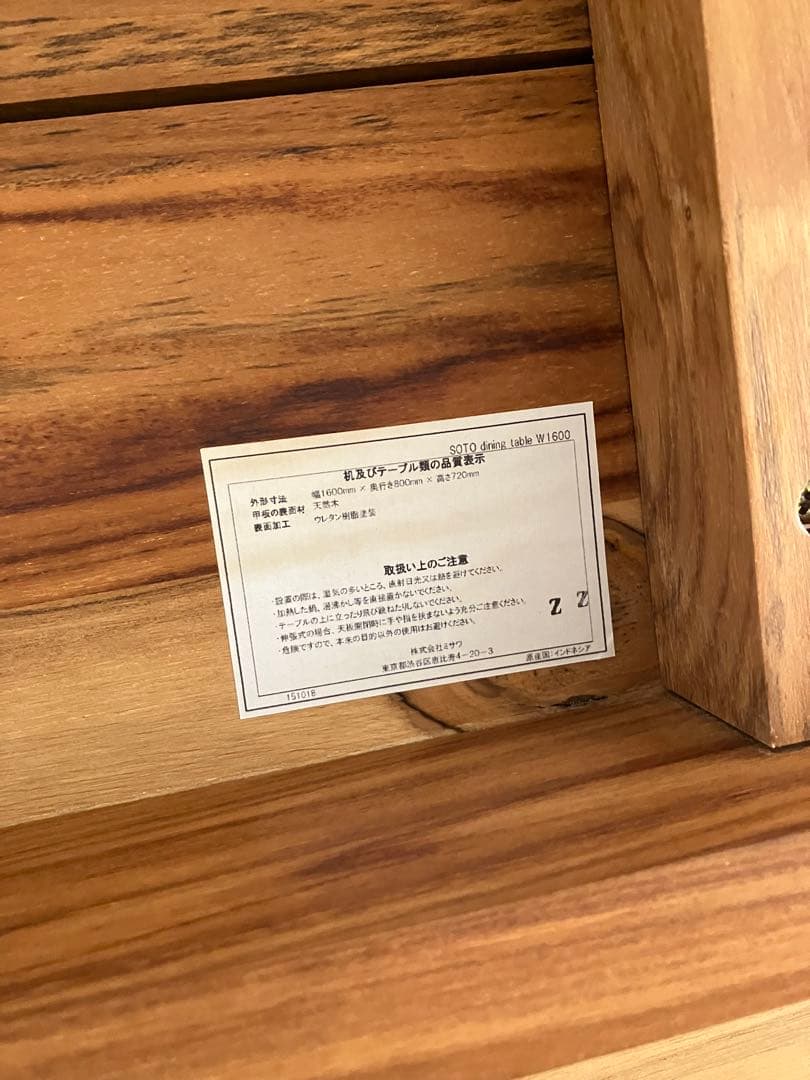 SOTO dining table W1600
机及びテーブル類の品質表示
外形寸法 幅1600mm × 奥行き800mm × 高さ720mm
甲板の表面材 天然木
表面加工 ウレタン樹脂塗装
取扱い上のご注意
・設置の際は、湿気の多いところ、直射日光又は熱を避けてください。
・加熱した鍋、湯沸かし等を直接置かないでください。
・テーブルの上に立ったり飛び跳ねたりしないでください。
・伸張式の場合、天板開閉時に手や指を挟まないよう充分ご注意ください。
・危険ですので、本来の目的以外の使用はお避けください。
Z Z
株式会社ミサワ
東京都渋谷区恵比寿4-20-3
原産国：インドネシア
151018